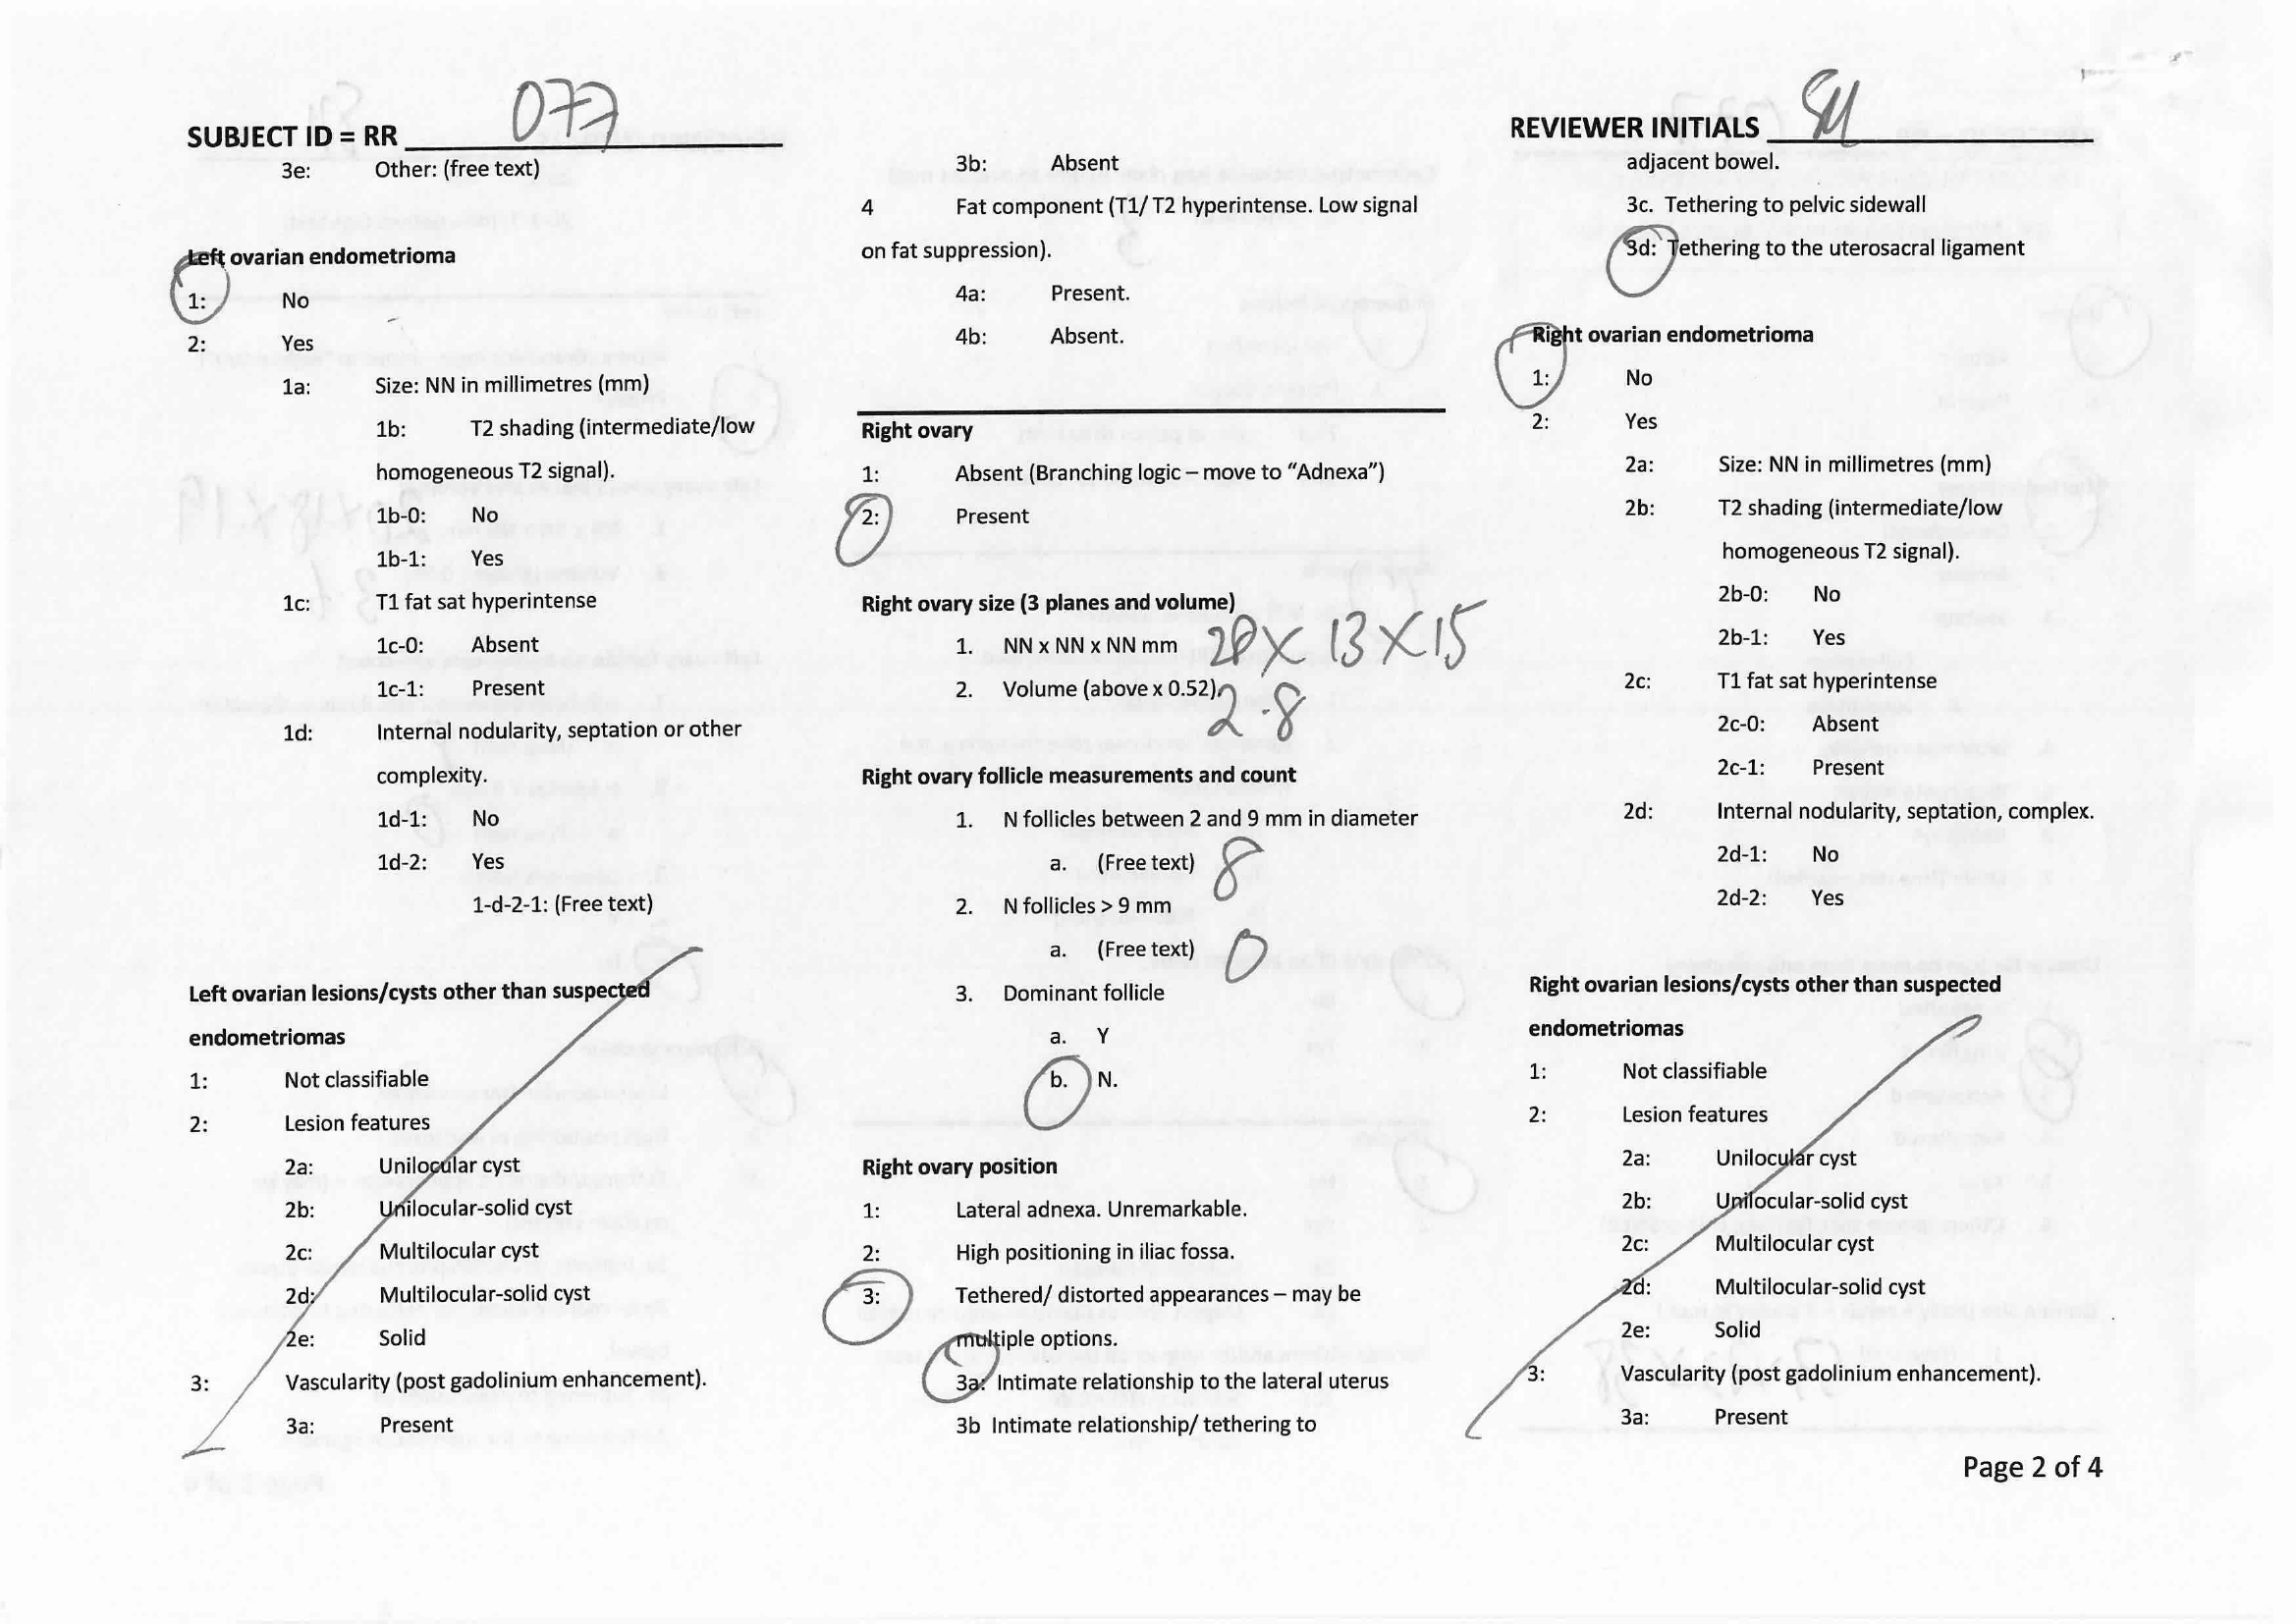 SUBJECT ID = RR 077
3e: Other: (free text)
Left ovarian endometrioma
1: No
2: Yes
1a: Size: NN in millimetres (mm)
1b: T2 shading (intermediate/low
homogeneous T2 signal).
1b-0: No
1b-1: Yes
1c: T1 fat sat hyperintense
1c-0: Absent
1c-1: Present
1d: Internal nodularity, septation or other
complexity.
1d-1: No
1d-2: Yes
1-d-2-1: (Free text)
Left ovarian lesions/cysts other than suspected
endometriomas
1: Not classifiable
2: Lesion features
2a: Unilocular cyst
2b: Unilocular-solid cyst
2c: Multilocular cyst
2d: Multilocular-solid cyst
2e: Solid
3: Vascularity (post gadolinium enhancement).
3a: Present
3b: Absent
4 Fat component (T1/ T2 hyperintense. Low signal
on fat suppression).
4a: Present.
4b: Absent.
Right ovary
1: Absent (Branching logic – move to “Adnexa”)
2: Present
Right ovary size (3 planes and volume)
1. NN x NN x NN mm X 13 X 15
2. Volume (above x 0.52). 2.8
Right ovary follicle measurements and count
1. N follicles between 2 and 9 mm in diameter
a. (Free text) 8
2. N follicles > 9 mm
a. (Free text) 0
3. Dominant follicle
a. Y
b. N.
Right ovary position
1: Lateral adnexa. Unremarkable.
2: High positioning in iliac fossa.
3: Tethered/ distorted appearances – may be
multiple options.
3a: Intimate relationship to the lateral uterus
3b Intimate relationship/ tethering to
REVIEWER INITIALS SM
adjacent bowel.
3c. Tethering to pelvic sidewall
3d: Tethering to the uterosacral ligament
Right ovarian endometrioma
1: No
2: Yes
2a: Size: NN in millimetres (mm)
2b: T2 shading (intermediate/low
homogeneous T2 signal).
2b-0: No
2b-1: Yes
2c: T1 fat sat hyperintense
2c-0: Absent
2c-1: Present
2d: Internal nodularity, septation, complex.
2d-1: No
2d-2: Yes
Right ovarian lesions/cysts other than suspected
endometriomas
1: Not classifiable
2: Lesion features
2a: Unilocular cyst
2b: Unilocular-solid cyst
2c: Multilocular cyst
2d: Multilocular-solid cyst
2e: Solid
3: Vascularity (post gadolinium enhancement).
3a: Present
Page 2 of 4